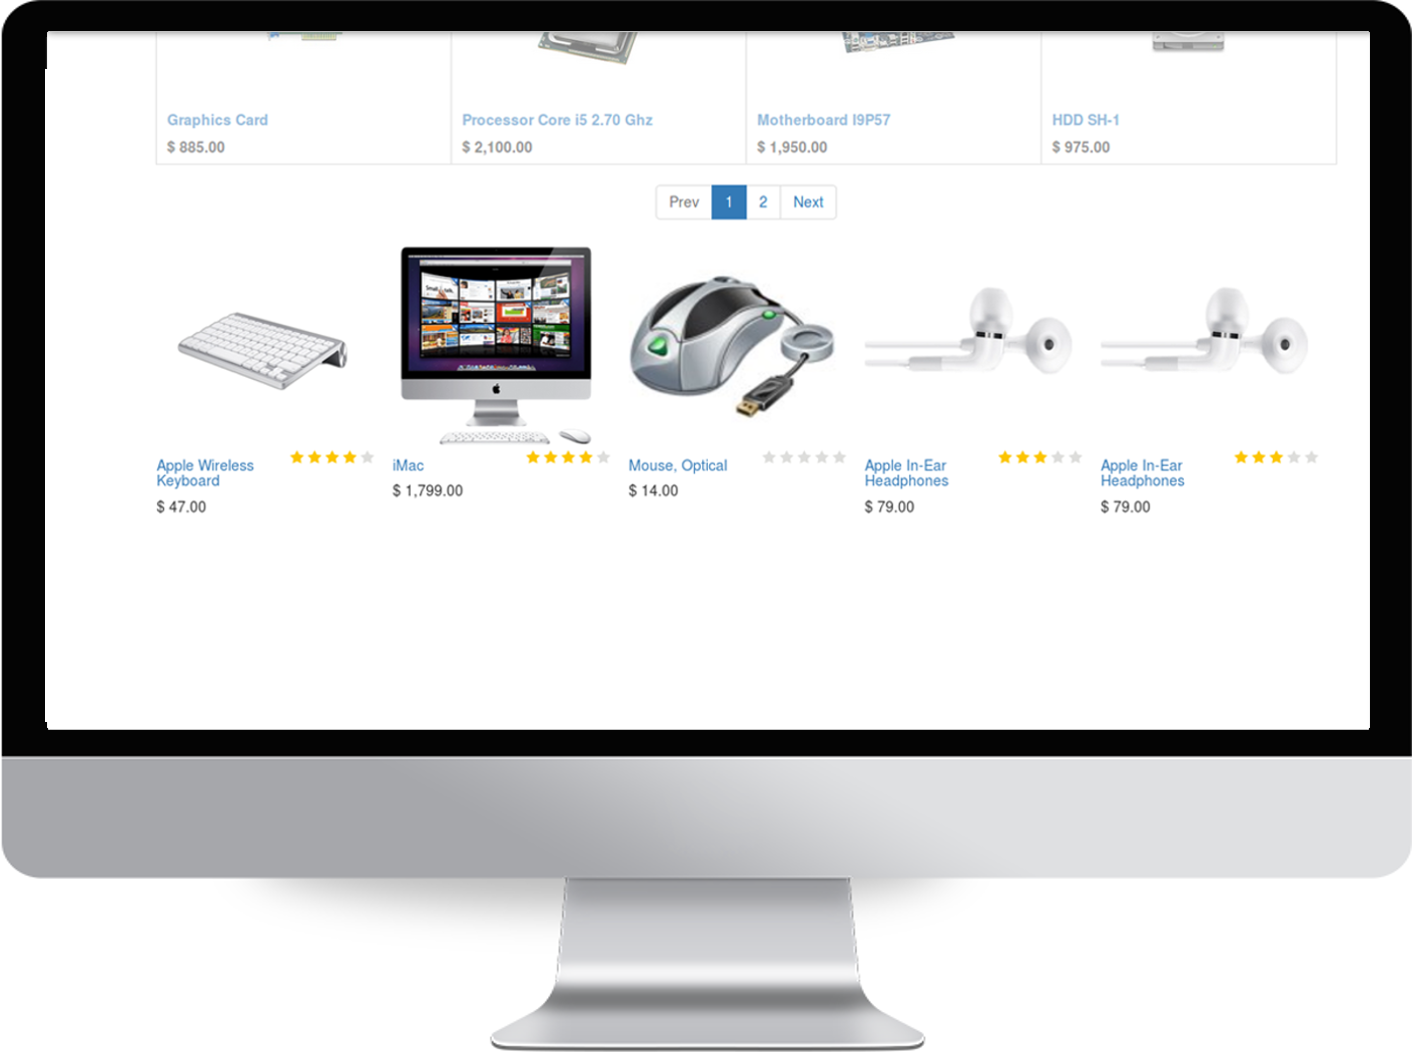 Graphics Card
$ 885.00
Processor Core i5 2.70 Ghz
$ 2,100.00
Motherboard I9P57
$ 1,950.00
HDD SH-1
$ 975.00
Prev 1 2 Next
Apple Wireless
Keyboard
$ 47.00
iMac
$ 1,799.00
Mouse, Optical
$ 14.00
Apple In-Ear
Headphones
$ 79.00
Apple In-Ear
Headphones
$ 79.00